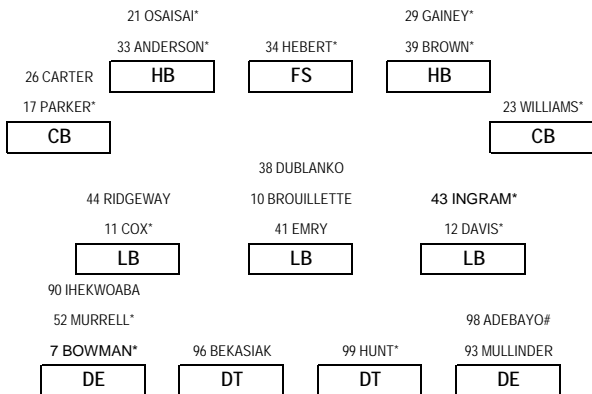 21 OSAISAI* 29 GAINEY*
33 ANDERSON* 34 HEBERT* 39 BROWN*
26 CARTER HB FS HB
17 PARKER* 23 WILLIAMS*
CB CB
38 DUBLANKO
44 RIDGEWAY 10 BROUILLETTE 43 INGRAM*
11 COX* 41 EMRY 12 DAVIS*
LB LB LB
90 IHEKWOABA
52 MURRELL* 98 ADEBAYO#
7 BOWMAN* 96 BEKASIAK 99 HUNT* 93 MULLINDER
DE DT DT DE